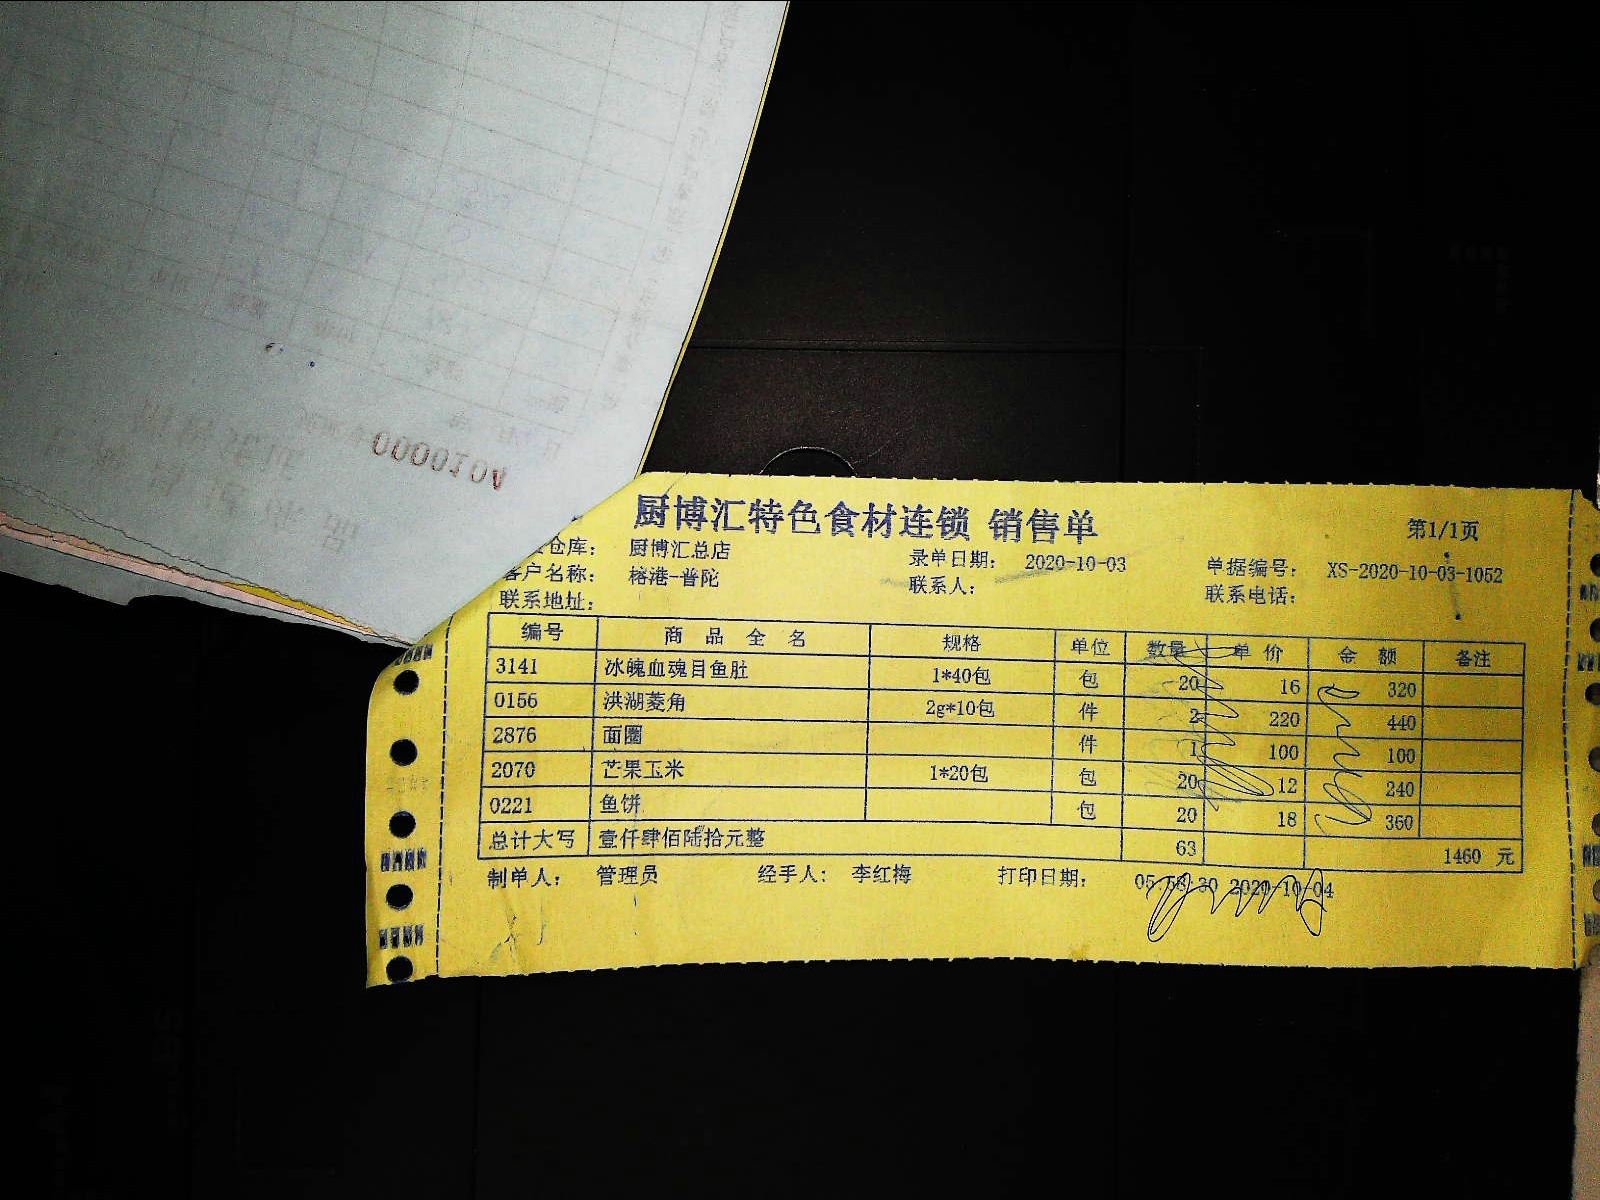 厨博汇特色食材连锁 销售单
第1/1页
仓库： 厨博汇总店 录单日期： 2020-10-03 单据编号： XS-2020-10-03-1052
客户名称： 榕港-普陀 联系人： 联系电话：
联系地址：
编号 商品全名 规格 单位 数量 单价 金额 备注
3141 冰魄血魂目鱼肚 1*40包 包 20 16 320
0156 洪湖菱角 2g*10包 件 2 220 440
2876 面圈 件 1 100 100
2070 芒果玉米 1*20包 包 20 12 240
0221 鱼饼 包 20 18 360
总计大写 壹仟肆佰陆拾元整 63 1460 元
制单人： 管理员 经手人： 李红梅 打印日期： 05:58:30 2020-10-04